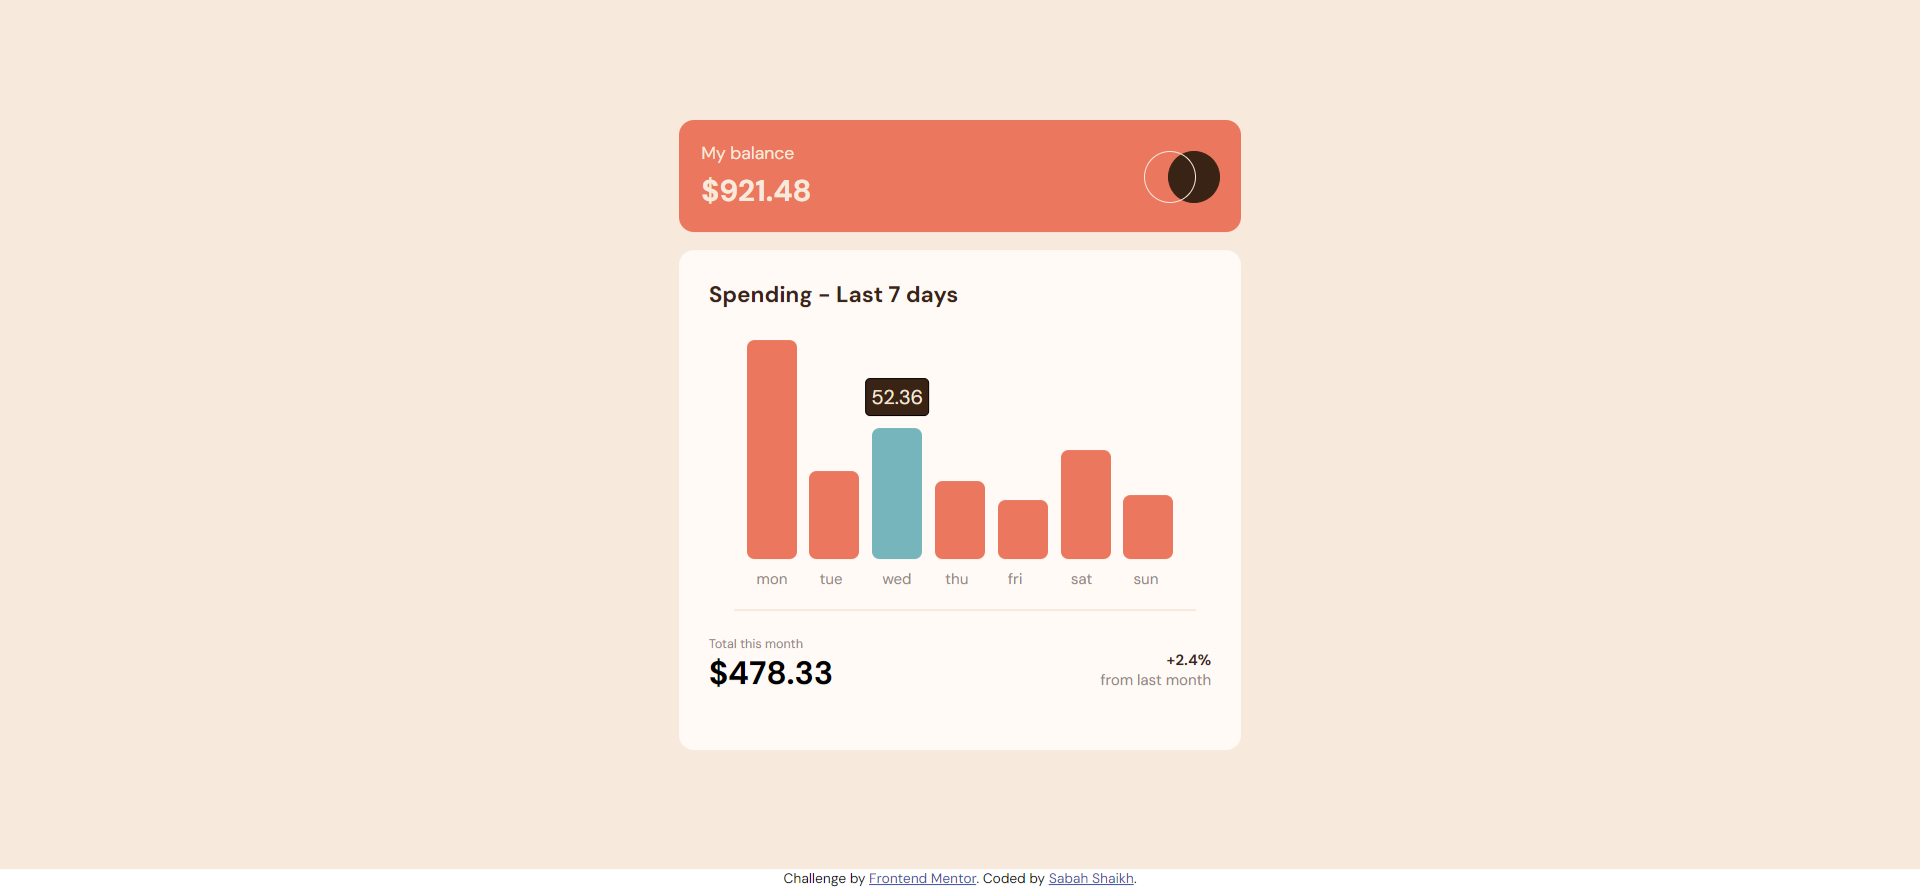 My balance
$921.48
Spending - Last 7 days
52.36
mon tue wed thu fri sat sun
Total this month
$478.33
+2.4%
from last month
Challenge by Frontend Mentor. Coded by Sabah Shaikh.